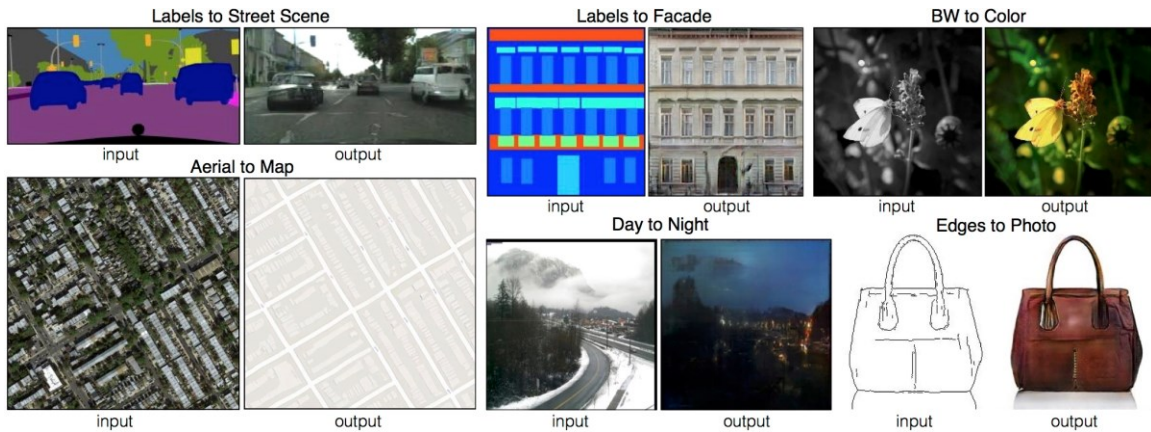 Labels to Street Scene
input
output
Aerial to Map
input
output
Labels to Facade
input
output
BW to Color
input
output
Day to Night
input
output
Edges to Photo
input
output